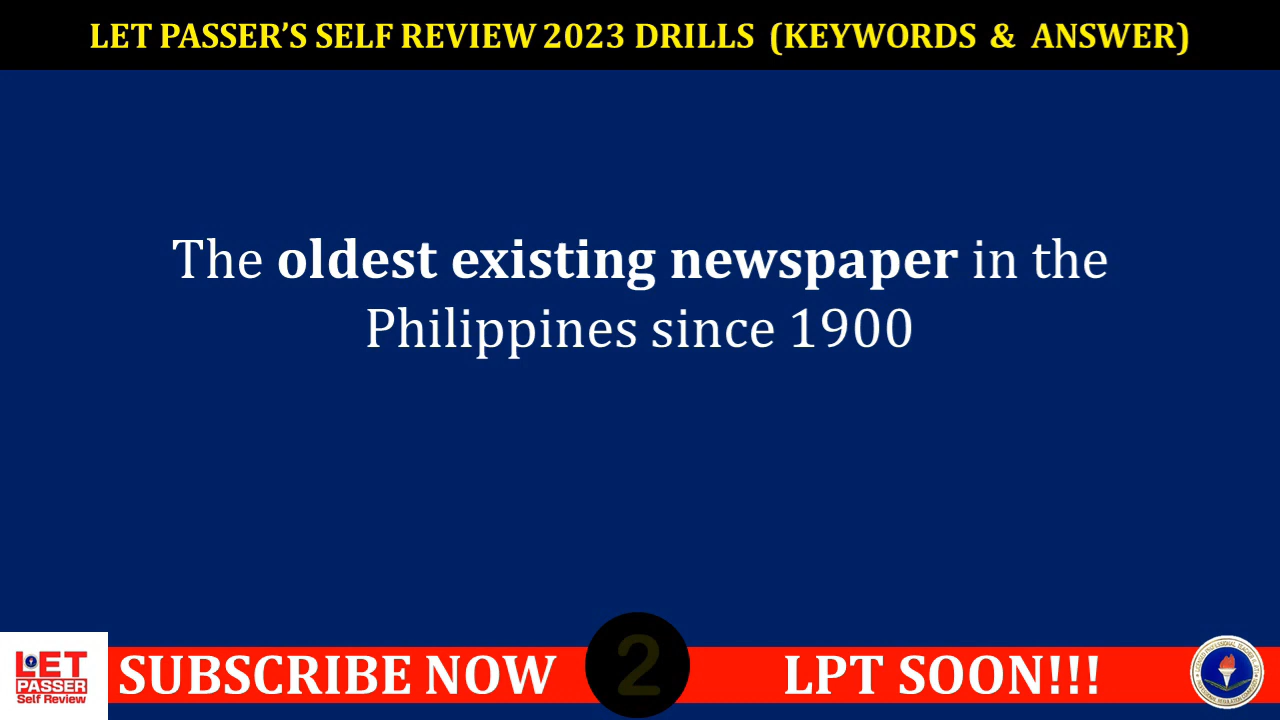 LET PASSER’S SELF REVIEW 2023 DRILLS (KEYWORDS & ANSWER)
The oldest existing newspaper in the
Philippines since 1900
LET
PASSER
Self Review
SUBSCRIBE NOW
2
LPT SOON!!!